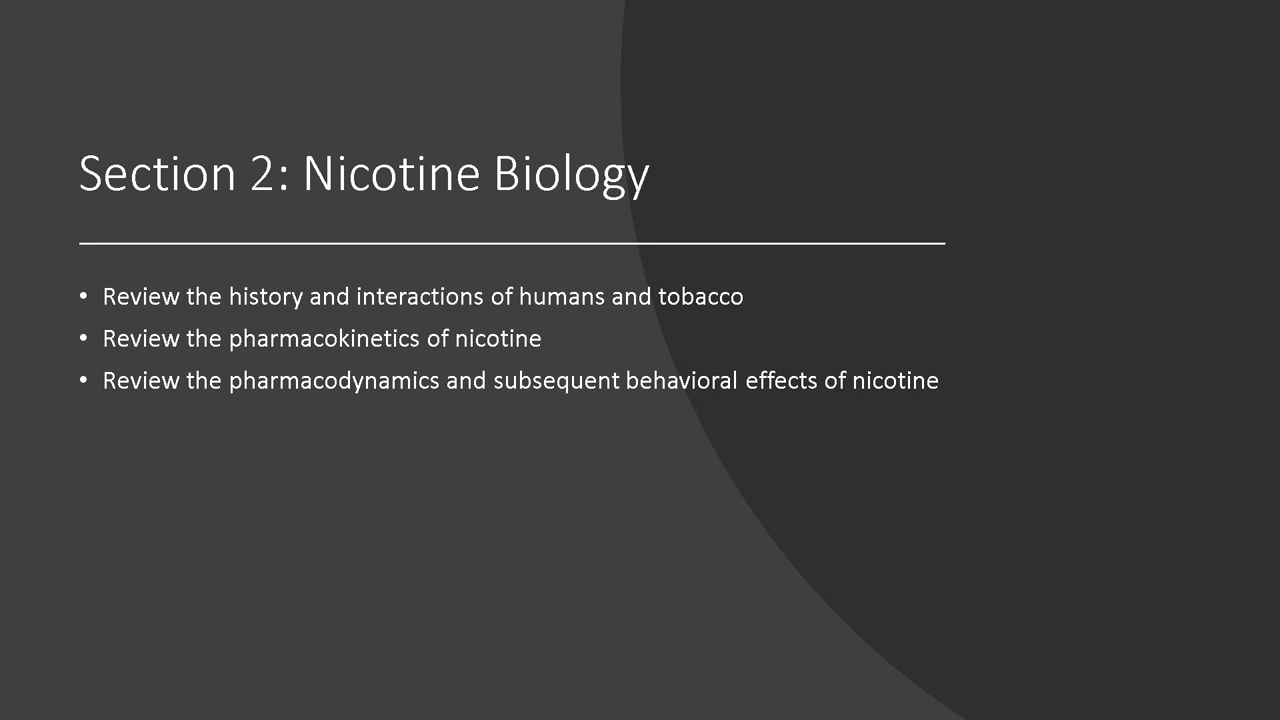 Section 2: Nicotine Biology
• Review the history and interactions of humans and tobacco
• Review the pharmacokinetics of nicotine
• Review the pharmacodynamics and subsequent behavioral effects of nicotine